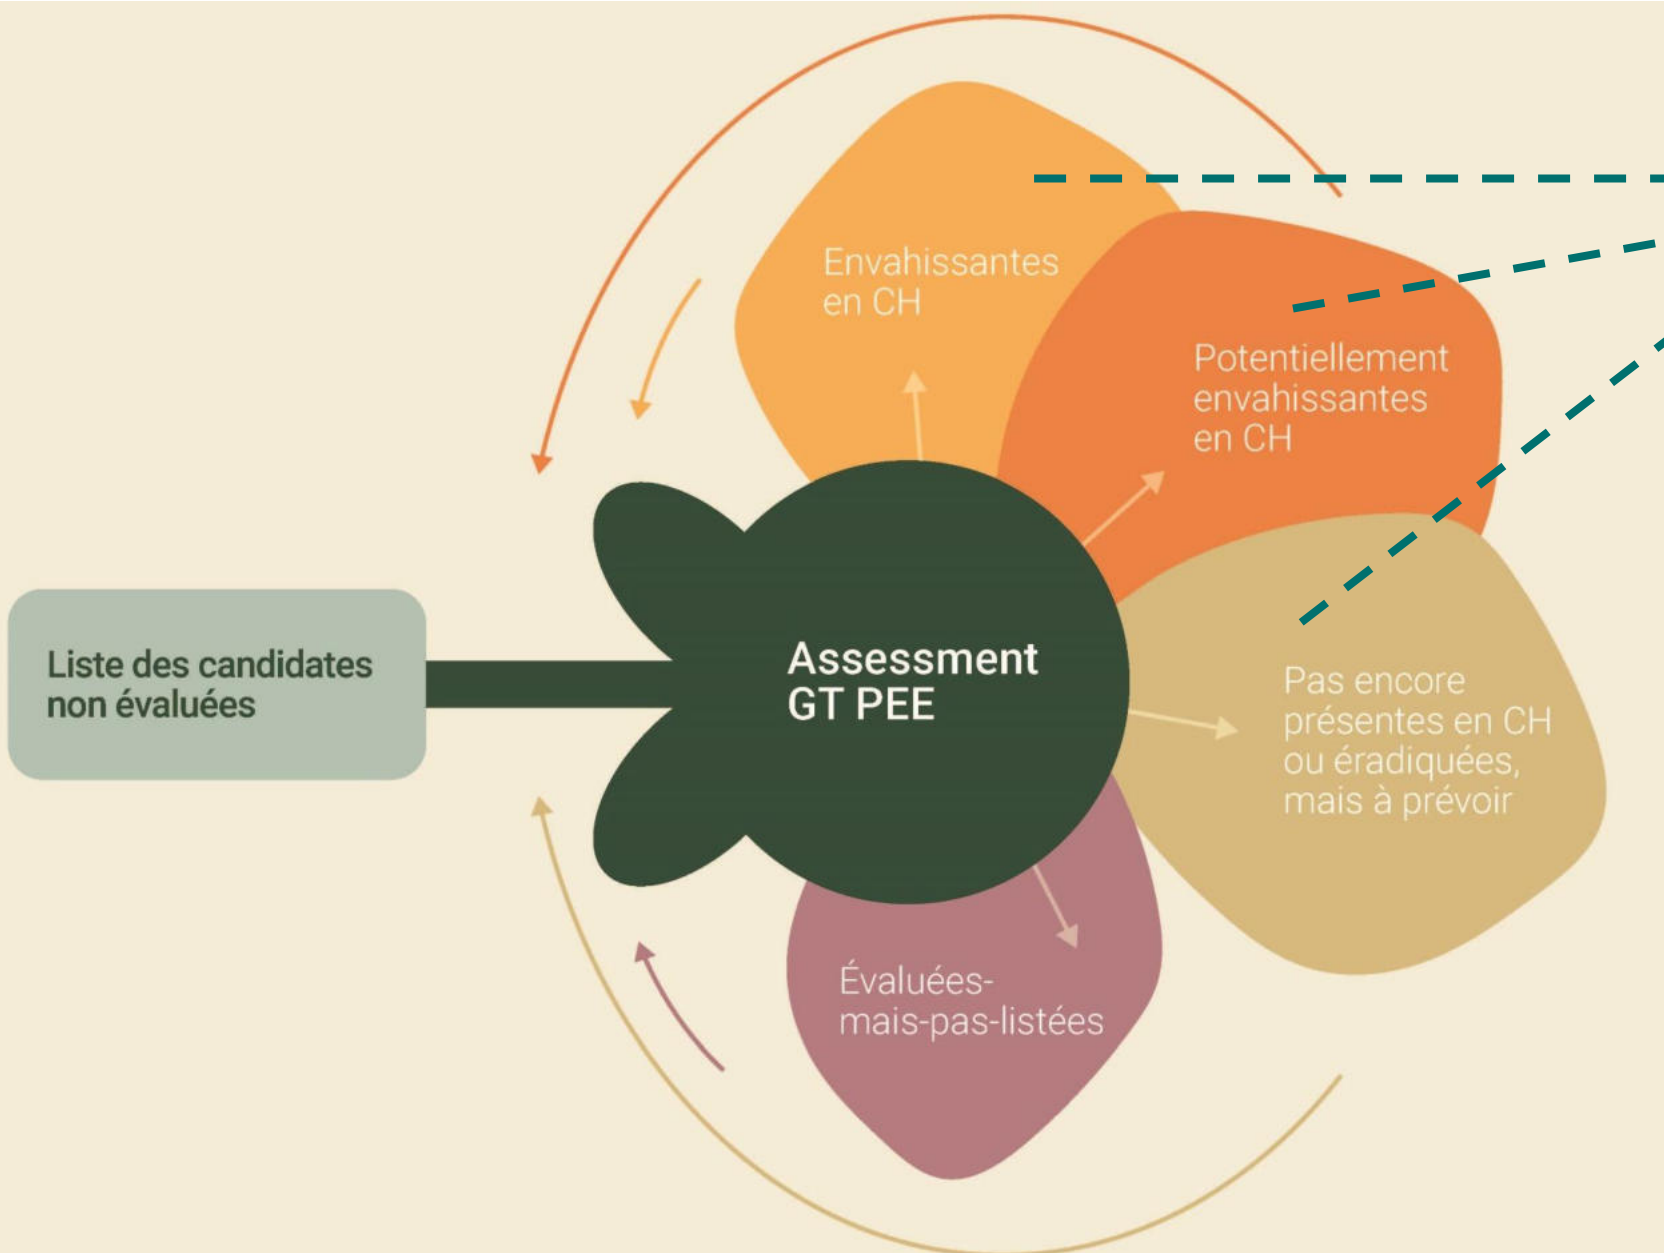 Envahissantes
en CH
Potentiellement
envahissantes
en CH
Liste des candidates
non évaluées
Assessment
GT PEE
Pas encore
présentes en CH
ou éradiquées,
mais à prévoir
Évaluées-
mais-pas-listées